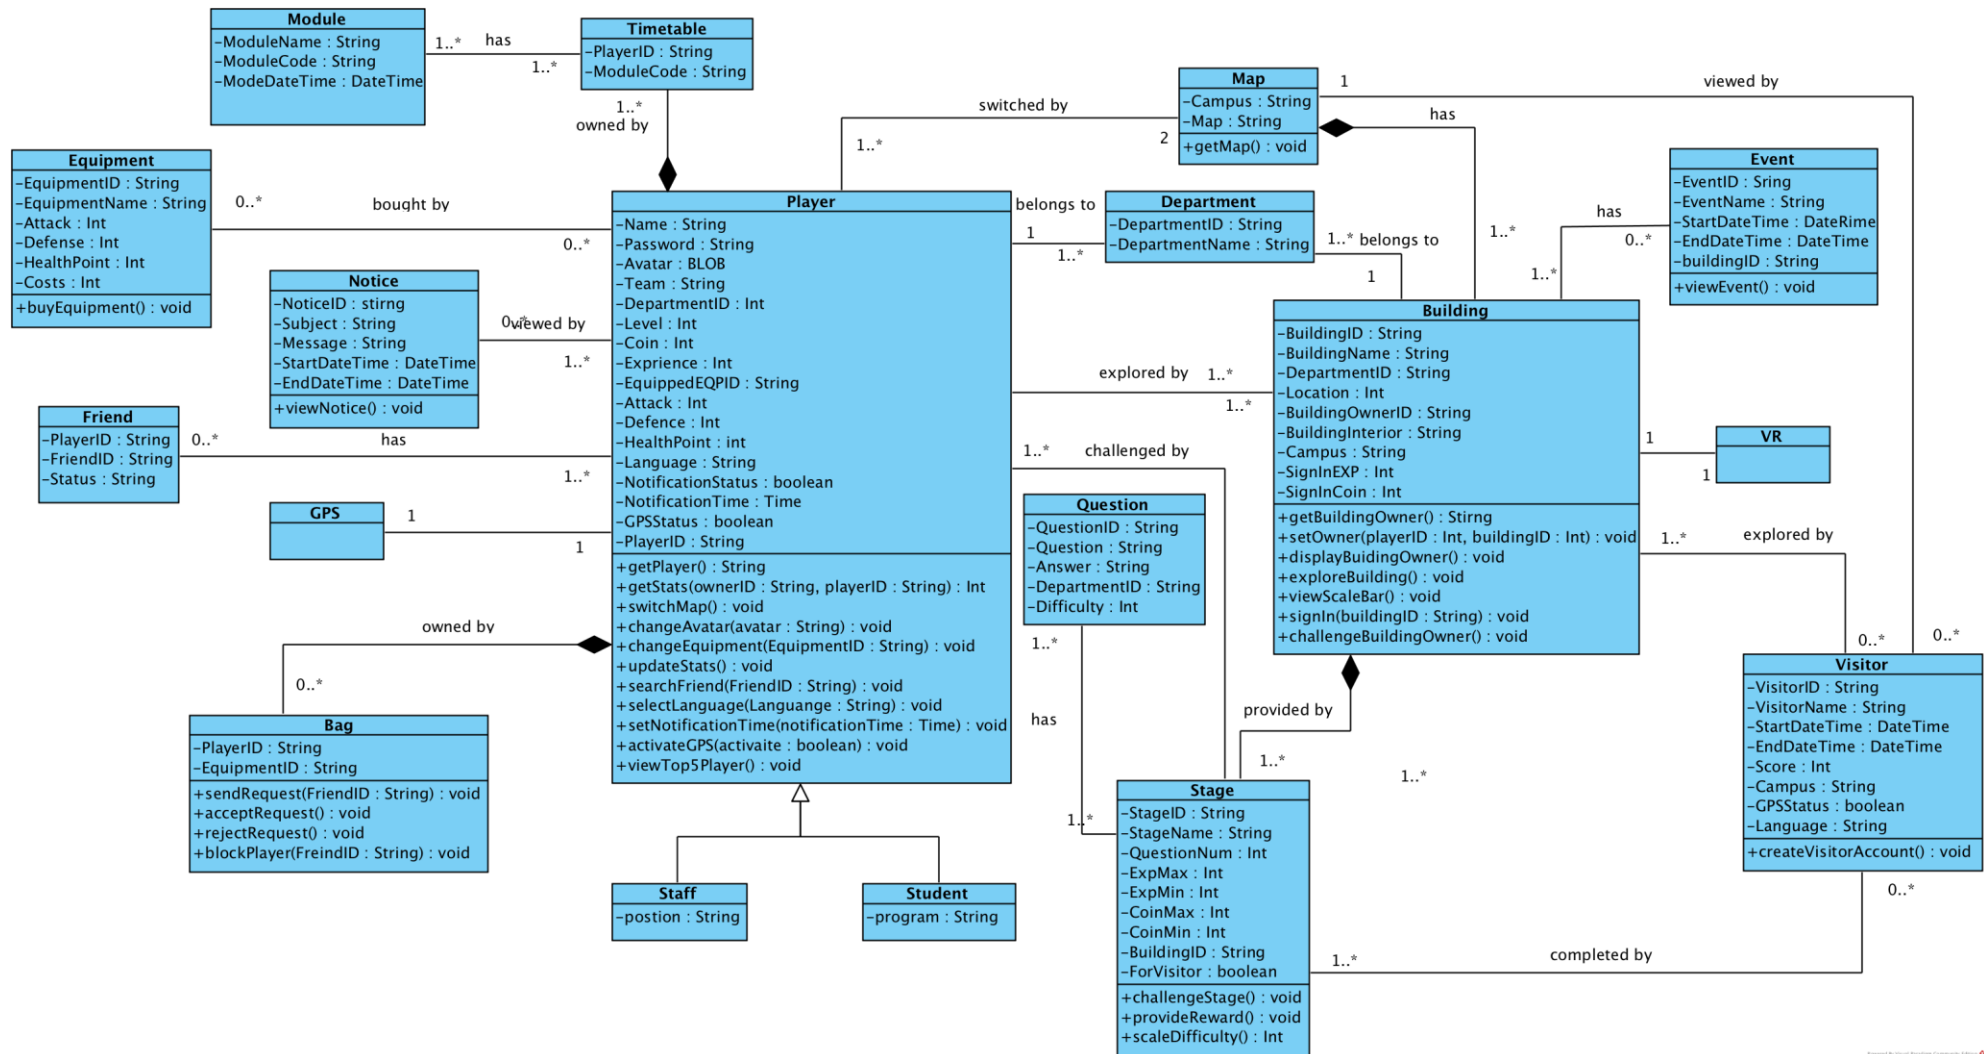 Module
-ModuleName : String
-ModuleCode : String
-ModeDateTime : DateTime
1..*
has
1..*
Timetable
-PlayerID : String
-ModuleCode : String
1..*
owned by
Map
-Campus : String
-Map : String
+getMap() : void
switched by
1..*
2
1
viewed by
has
1..*
Equipment
-EquipmentID : String
-EquipmentName : String
-Attack : Int
-Defense : Int
-HealthPoint : Int
-Costs : Int
+buyEquipment() : void
0..*
bought by
0..*
Event
-EventID : Sring
-EventName : String
-StartDateTime : DateRime
-EndDateTime : DateTime
-buildingID : String
+viewEvent() : void
has
0..*
1..*
Department
-DepartmentID : String
-DepartmentName : String
belongs to
1
1..*
1..*
belongs to
1
Notice
-NoticeID : stirng
-Subject : String
-Message : String
-StartDateTime : DateTime
-EndDateTime : DateTime
+viewNotice() : void
0..*
viewed by
1..*
Player
-Name : String
-Password : String
-Avatar : BLOB
-Team : String
-DepartmentID : Int
-Level : Int
-Coin : Int
-Exprience : Int
-EquippedEQPID : String
-Attack : Int
-Defence : Int
-HealthPoint : int
-Language : String
-NotificationStatus : boolean
-NotificationTime : Time
-GPSStatus : boolean
-PlayerID : String
+getPlayer() : String
+getStats(ownerID : String, playerID : String) : Int
+switchMap() : void
+changeAvatar(avatar : String) : void
+changeEquipment(EquipmentID : String) : void
+updateStats() : void
+searchFriend(FriendID : String) : void
+selectLanguage(Languange : String) : void
+setNotificationTime(notificationTime : Time) : void
+activateGPS(activaite : boolean) : void
+viewTop5Player() : void
Building
-BuildingID : String
-BuildingName : String
-DepartmentID : String
-Location : Int
-BuildingOwnerID : String
-BuildingInterior : String
-Campus : String
-SignInEXP : Int
-SignInCoin : Int
+getBuildingOwner() : Stirng
+setOwner(playerID : Int, buildingID : Int) : void
+displayBuidingOwner() : void
+exploreBuilding() : void
+viewScaleBar() : void
+signIn(buildingID : String) : void
+challengeBuildingOwner() : void
explored by
1..*
1..*
Friend
-PlayerID : String
-FriendID : String
-Status : String
0..*
has
1..*
VR
1
1
1..*
challenged by
GPS
1
1
Question
-QuestionID : String
-Question : String
-Answer : String
-DepartmentID : String
-Difficulty : Int
1..*
has
1..*
1..*
explored by
0..*
0..*
owned by
0..*
Bag
-PlayerID : String
-EquipmentID : String
+sendRequest(FriendID : String) : void
+acceptRequest() : void
+rejectRequest() : void
+blockPlayer(FreindID : String) : void
Visitor
-VisitorID : String
-VisitorName : String
-StartDateTime : DateTime
-EndDateTime : DateTime
-Score : Int
-Campus : String
-GPSStatus : boolean
-Language : String
+createVisitorAccount() : void
provided by
1..*
1..*
Stage
-StageID : String
-StageName : String
-QuestionNum : Int
-ExpMax : Int
-ExpMin : Int
-CoinMax : Int
-CoinMin : Int
-BuildingID : String
-ForVisitor : boolean
+challengeStage() : void
+provideReward() : void
+scaleDifficulty() : Int
Staff
-postion : String
Student
-program : String
0..*
1..*
completed by